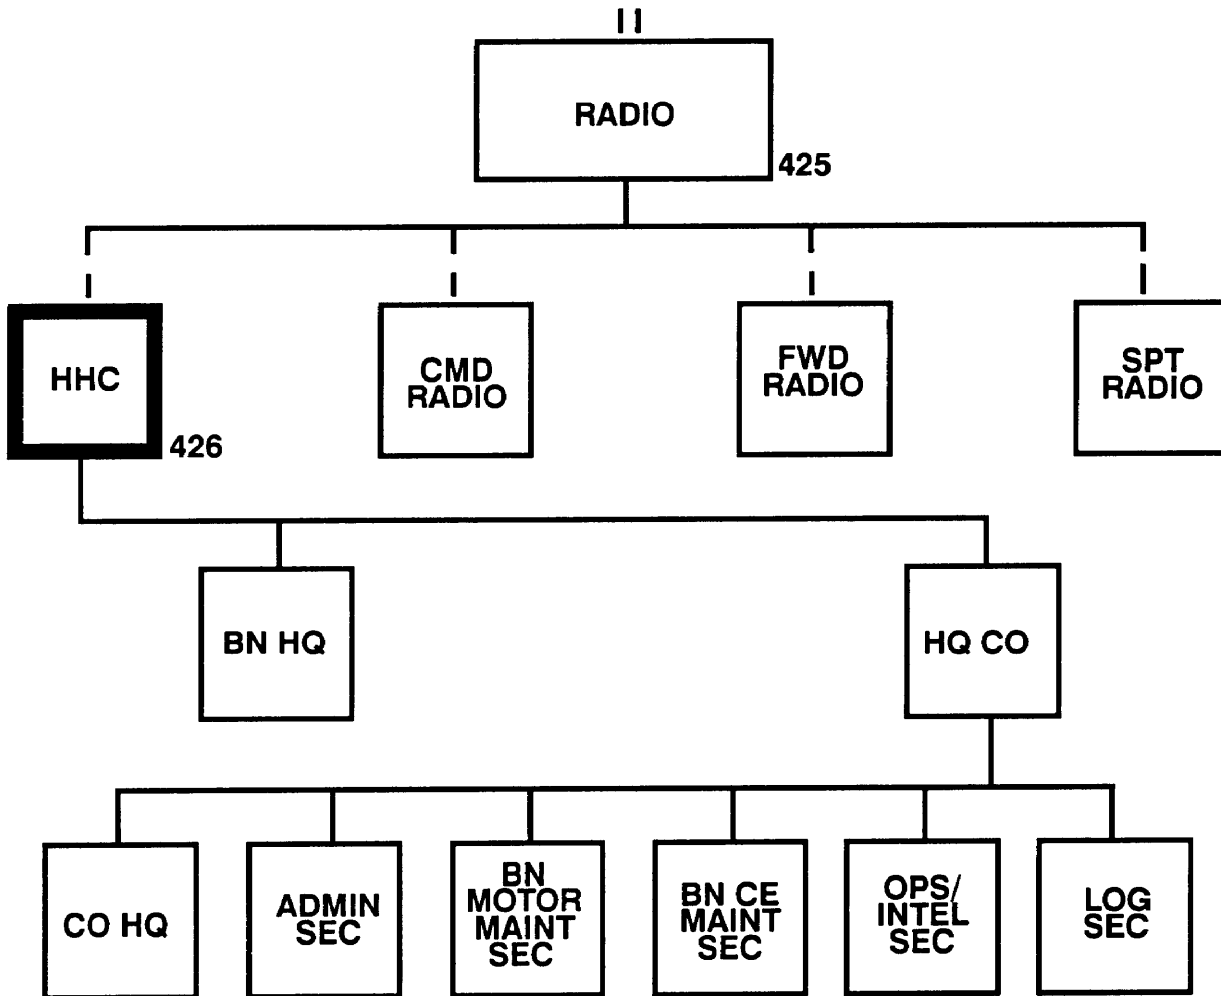 RADIO
425
HHC
426
CMD
RADIO
FWD
RADIO
SPT
RADIO
BN HQ
HQ CO
CO HQ
ADMIN
SEC
BN
MOTOR
MAINT
SEC
BN CE
MAINT
SEC
OPS/
INTEL
SEC
LOG
SEC